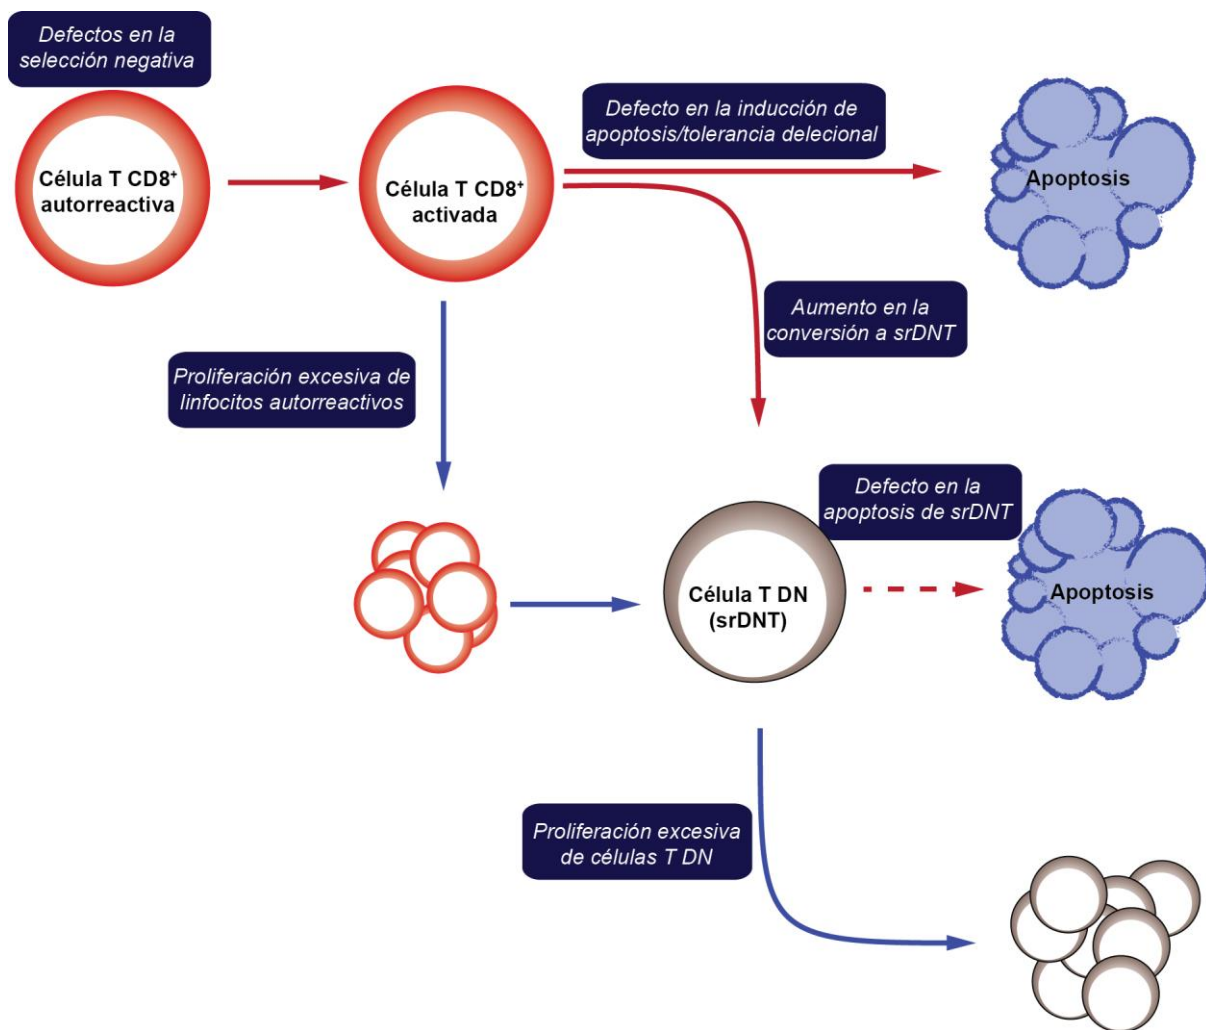 Defectos en la
selección negativa
Célula T CD8⁺
autorreactiva
Célula T CD8⁺
activada
Defecto en la inducción de
apoptosis/tolerancia delecional
Apoptosis
Aumento en la
conversión a srDNT
Proliferación excesiva de
linfocitos autorreactivos
Defecto en la
apoptosis de srDNT
Célula T DN
(srDNT)
Apoptosis
Proliferación excesiva
de células T DN